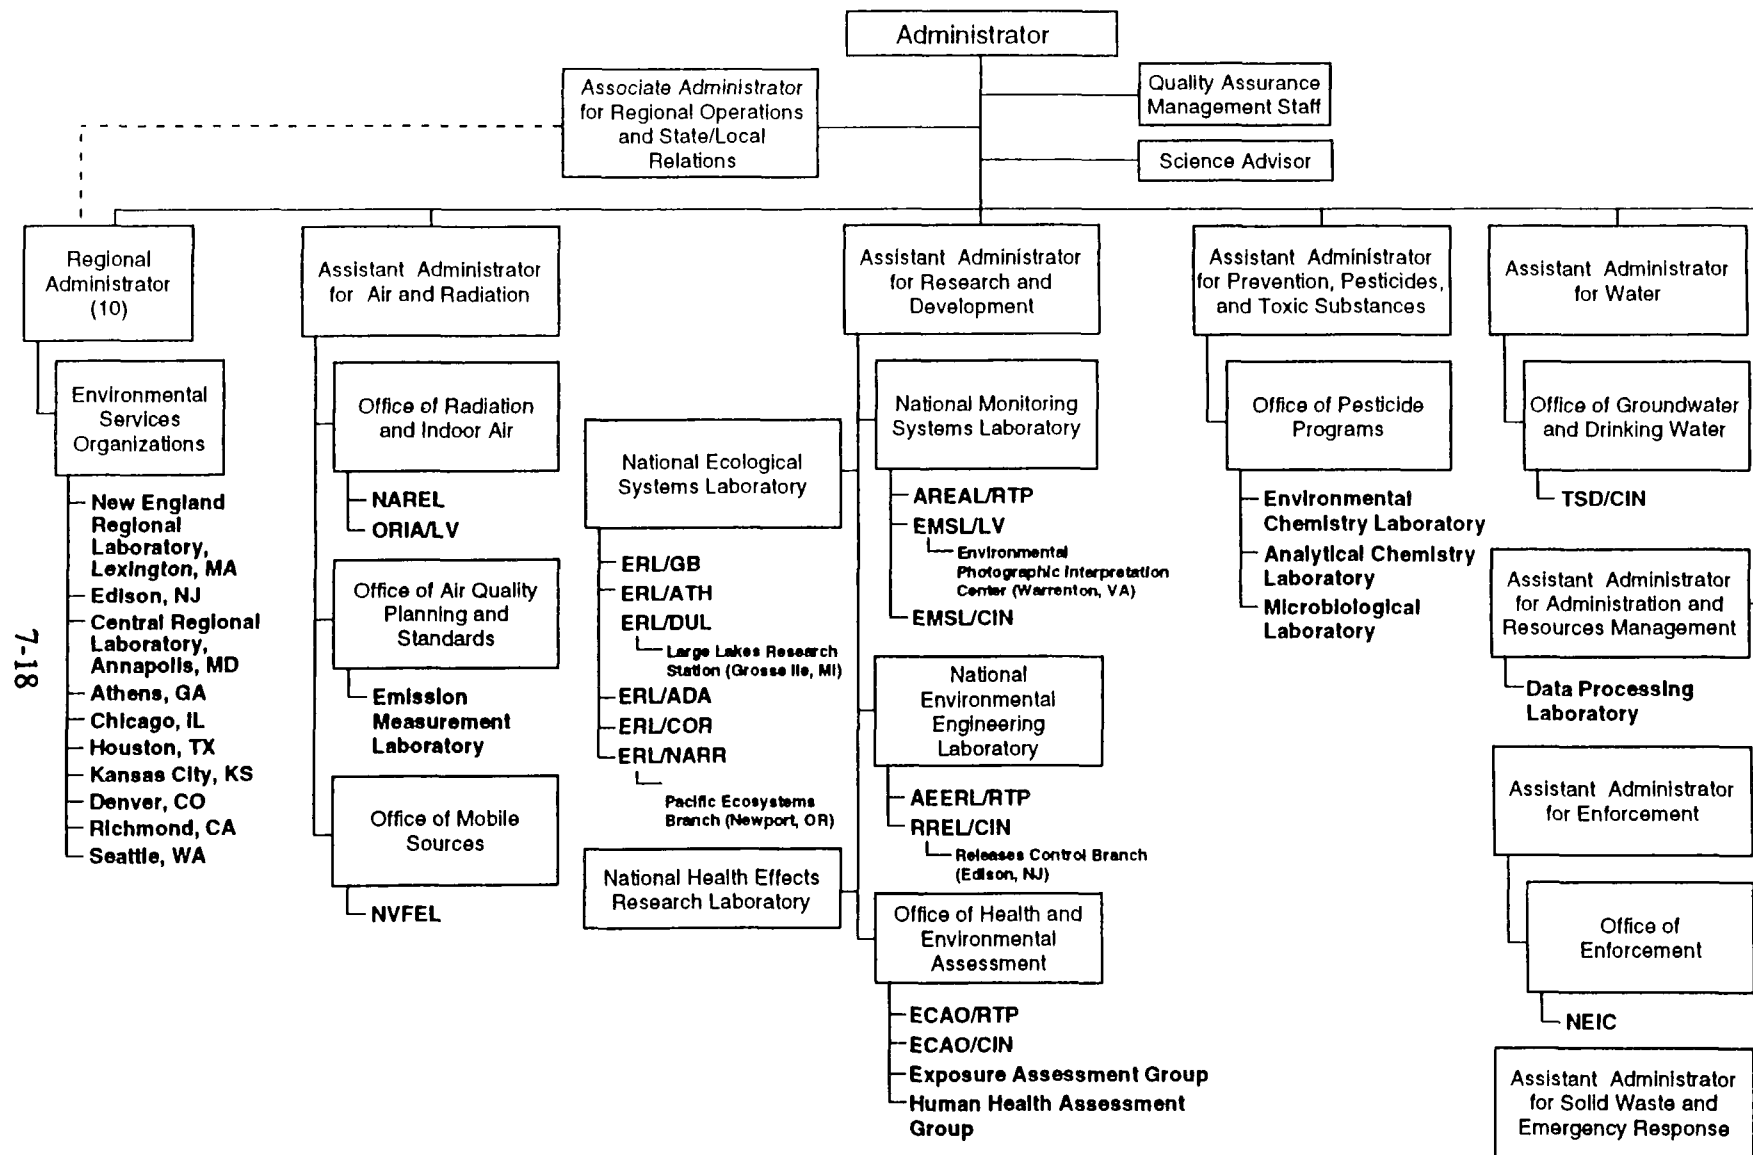 Administrator
Associate Administrator
for Regional Operations
and State/Local
Relations
Quality Assurance
Management Staff
Science Advisor
Regional
Administrator
(10)
Environmental
Services
Organizations
New England
Regional
Laboratory,
Lexington, MA
Edison, NJ
Central Regional
Laboratory,
Annapolis, MD
Athens, GA
Chicago, IL
Houston, TX
Kansas City, KS
Denver, CO
Richmond, CA
Seattle, WA
Assistant Administrator
for Air and Radiation
Office of Radiation
and Indoor Air
NAREL
ORIA/LV
Office of Air Quality
Planning and
Standards
Emission
Measurement
Laboratory
Office of Mobile
Sources
NVFEL
Assistant Administrator
for Research and
Development
National Ecological
Systems Laboratory
ERL/GB
ERL/ATH
ERL/DUL
Large Lakes Research
Station (Grosse Ile, MI)
ERL/ADA
ERL/COR
ERL/NARR
Pacific Ecosystems
Branch (Newport, OR)
National Health Effects
Research Laboratory
National Monitoring
Systems Laboratory
AREAL/RTP
EMSL/LV
Environmental
Photographic Interpretation
Center (Warrenton, VA)
EMSL/CIN
National
Environmental
Engineering
Laboratory
AEERL/RTP
RREL/CIN
Releases Control Branch
(Edison, NJ)
Office of Health and
Environmental
Assessment
ECAO/RTP
ECAO/CIN
Exposure Assessment Group
Human Health Assessment
Group
Assistant Administrator
for Prevention, Pesticides,
and Toxic Substances
Office of Pesticide
Programs
Environmental
Chemistry Laboratory
Analytical Chemistry
Laboratory
Microbiological
Laboratory
Assistant Administrator
for Water
Office of Groundwater
and Drinking Water
TSD/CIN
Assistant Administrator
for Administration and
Resources Management
Data Processing
Laboratory
Assistant Administrator
for Enforcement
Office of
Enforcement
NEIC
Assistant Administrator
for Solid Waste and
Emergency Response
7-18